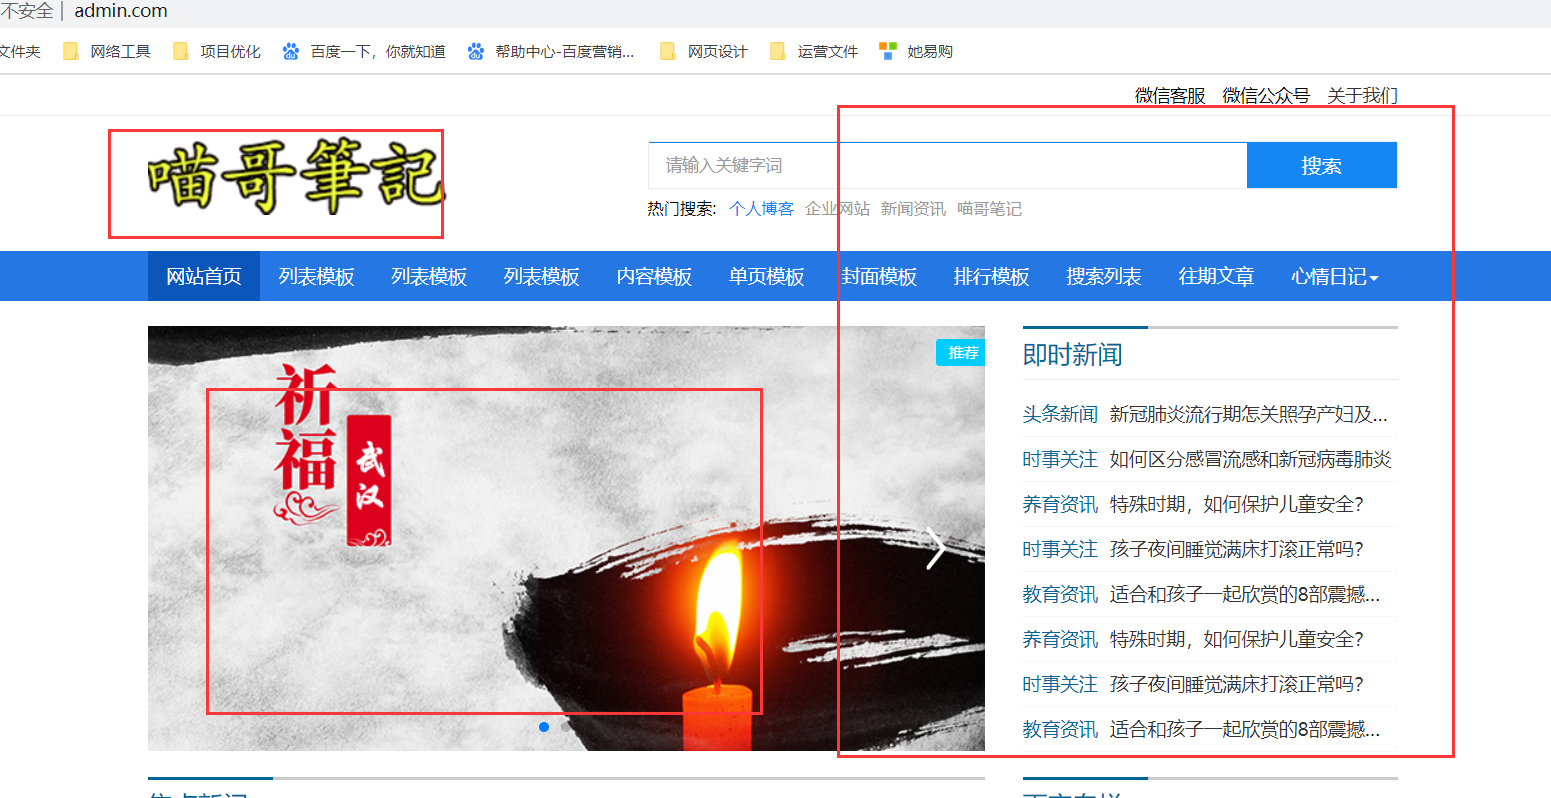 不安全 | admin.com
文件夹 网络工具 项目优化 百度一下，你就知道 帮助中心-百度营销... 网页设计 运营文件 她易购
微信客服 微信公众号 关于我们
喵哥筆記
请输入关键字词 搜索
热门搜索: 个人博客 企业网站 新闻资讯 喵哥笔记
网站首页 列表模板 列表模板 列表模板 内容模板 单页模板 封面模板 排行模板 搜索列表 往期文章 心情日记
推荐
祈福
武汉
即时新闻
头条新闻 新冠肺炎流行期怎关照孕产妇及...
时事关注 如何区分感冒流感和新冠病毒肺炎
养育资讯 特殊时期，如何保护儿童安全?
时事关注 孩子夜间睡觉满床打滚正常吗?
教育资讯 适合和孩子一起欣赏的8部震撼...
养育资讯 特殊时期，如何保护儿童安全?
时事关注 孩子夜间睡觉满床打滚正常吗?
教育资讯 适合和孩子一起欣赏的8部震撼...